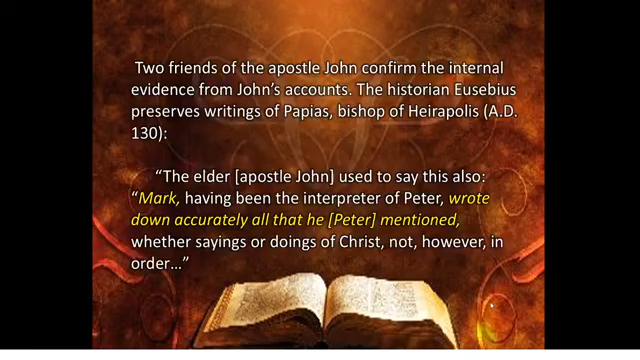 Two friends of the apostle John confirm the internal
evidence from John's accounts. The historian Eusebius
preserves writings of Papias, bishop of Heirapolis (A.D.
130):
“The elder [apostle John] used to say this also:
“Mark, having been the interpreter of Peter, wrote
down accurately all that he [Peter] mentioned,
whether sayings or doings of Christ, not, however, in
order…”